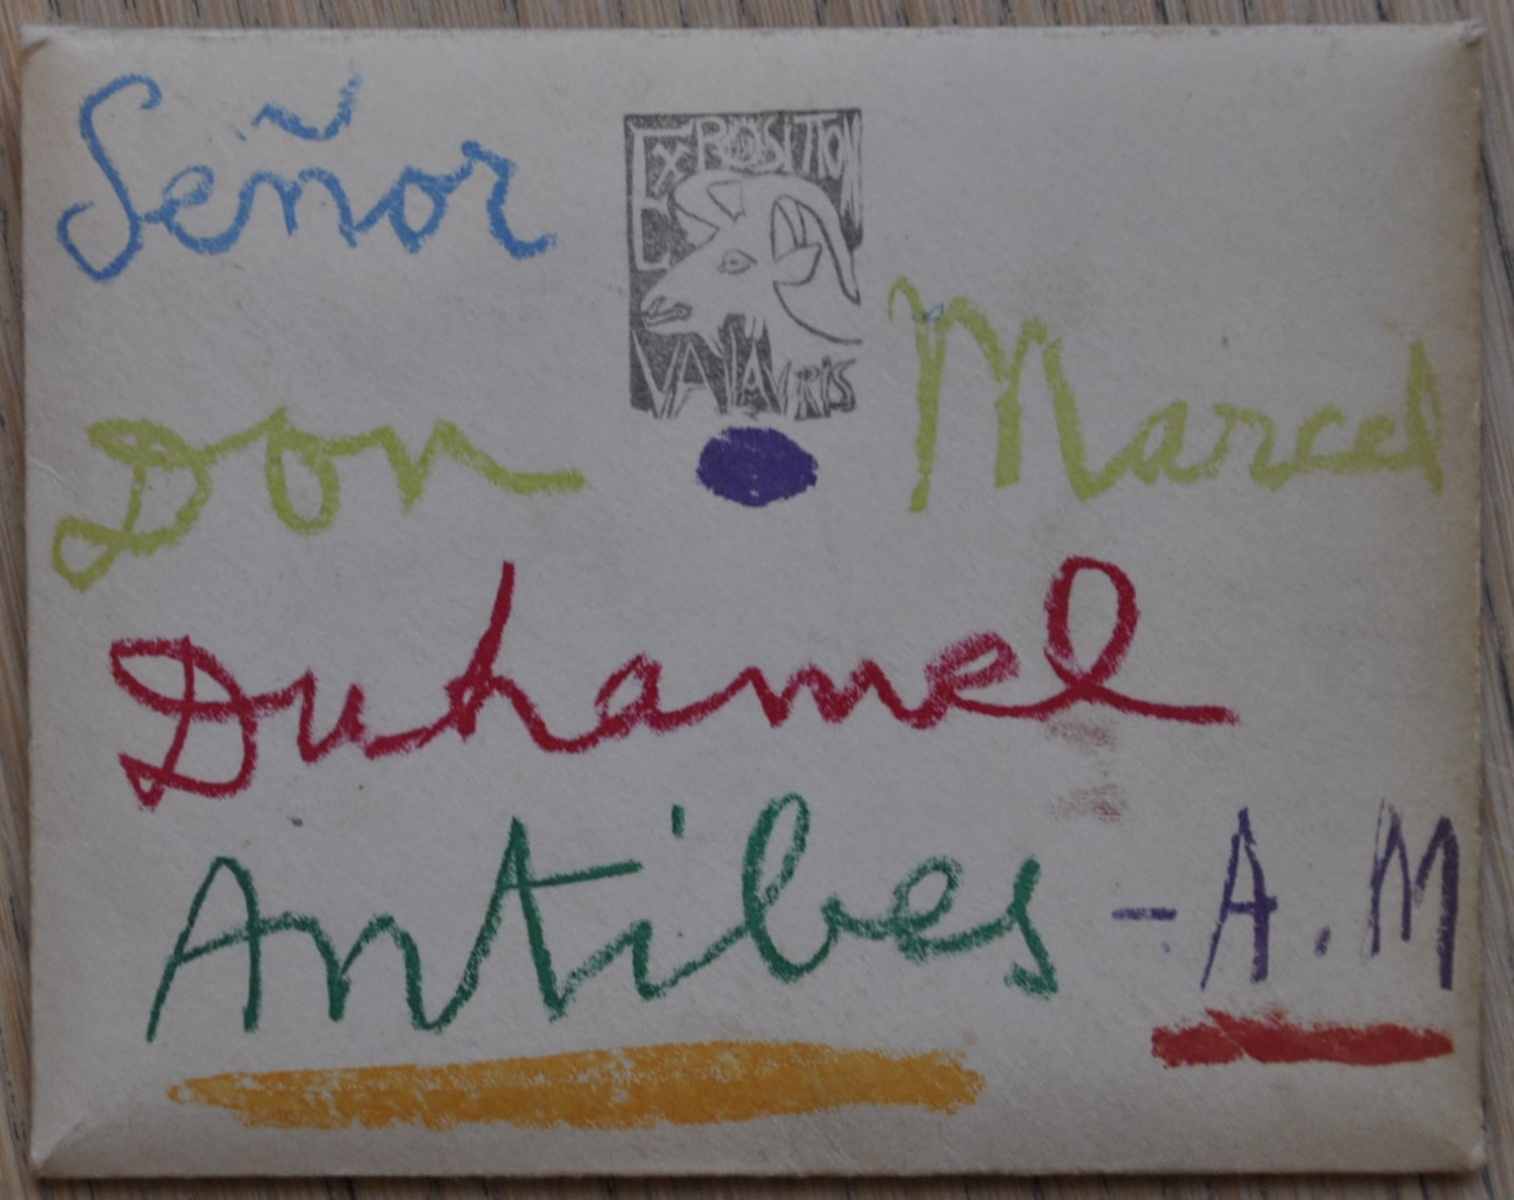 Señor
EXPOSITION
VALLAURIS
Don Marcel
Duhamel
Antibes - A.M